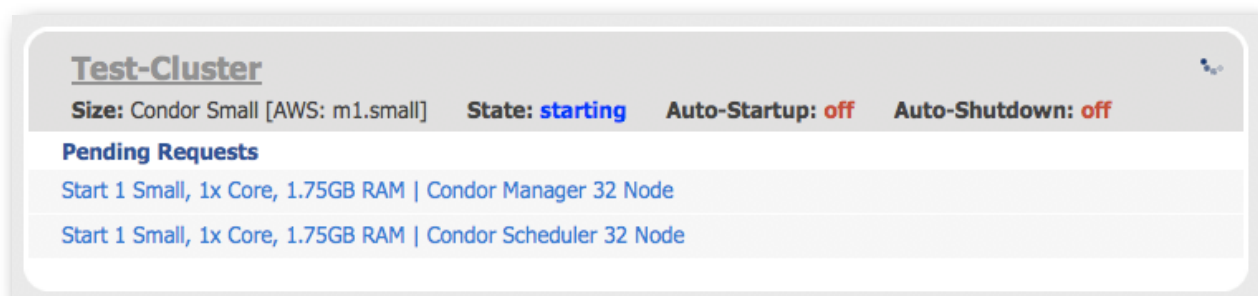 Test-Cluster
Size: Condor Small [AWS: m1.small] State: starting Auto-Startup: off Auto-Shutdown: off
Pending Requests
Start 1 Small, 1x Core, 1.75GB RAM | Condor Manager 32 Node
Start 1 Small, 1x Core, 1.75GB RAM | Condor Scheduler 32 Node